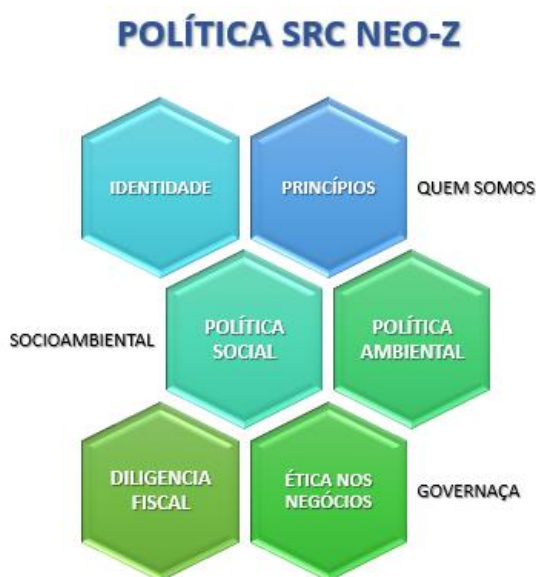 POLÍTICA SRC NEO-Z
IDENTIDADE
PRINCÍPIOS
QUEM SOMOS
SOCIOAMBIENTAL
POLÍTICA
SOCIAL
POLÍTICA
AMBIENTAL
DILIGENCIA
FISCAL
ÉTICA NOS
NEGÓCIOS
GOVERNAÇA